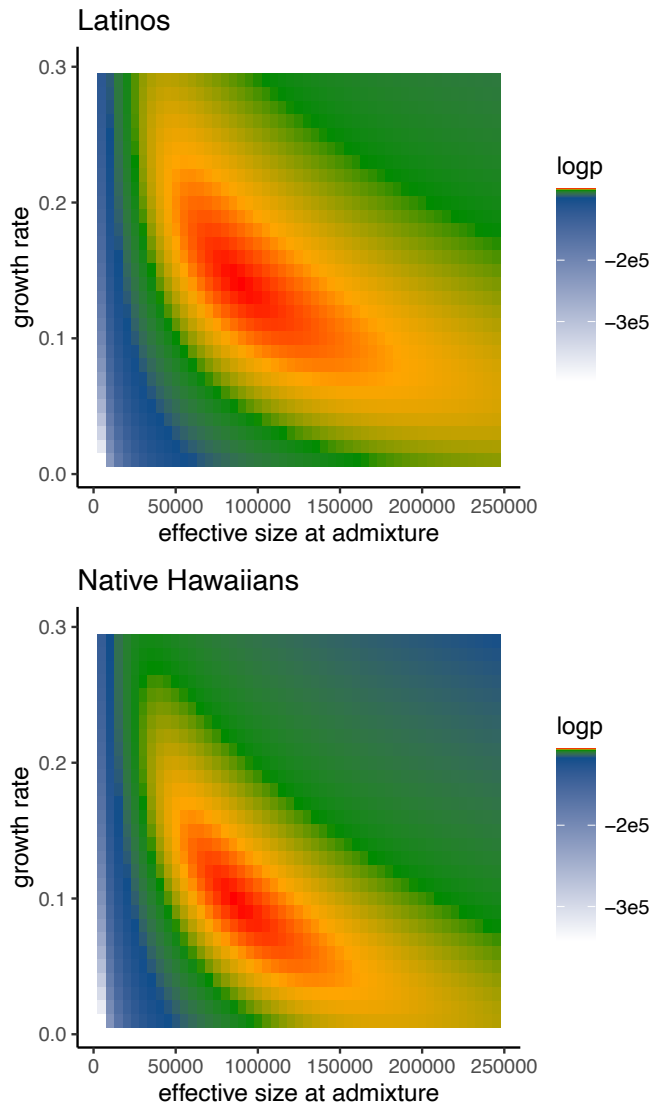 Latinos
0.3
0.2
0.1
0.0
growth rate
0 50000 100000 150000 200000 250000
effective size at admixture
logp
−2e5
−3e5
Native Hawaiians
0.3
0.2
0.1
0.0
growth rate
0 50000 100000 150000 200000 250000
effective size at admixture
logp
−2e5
−3e5